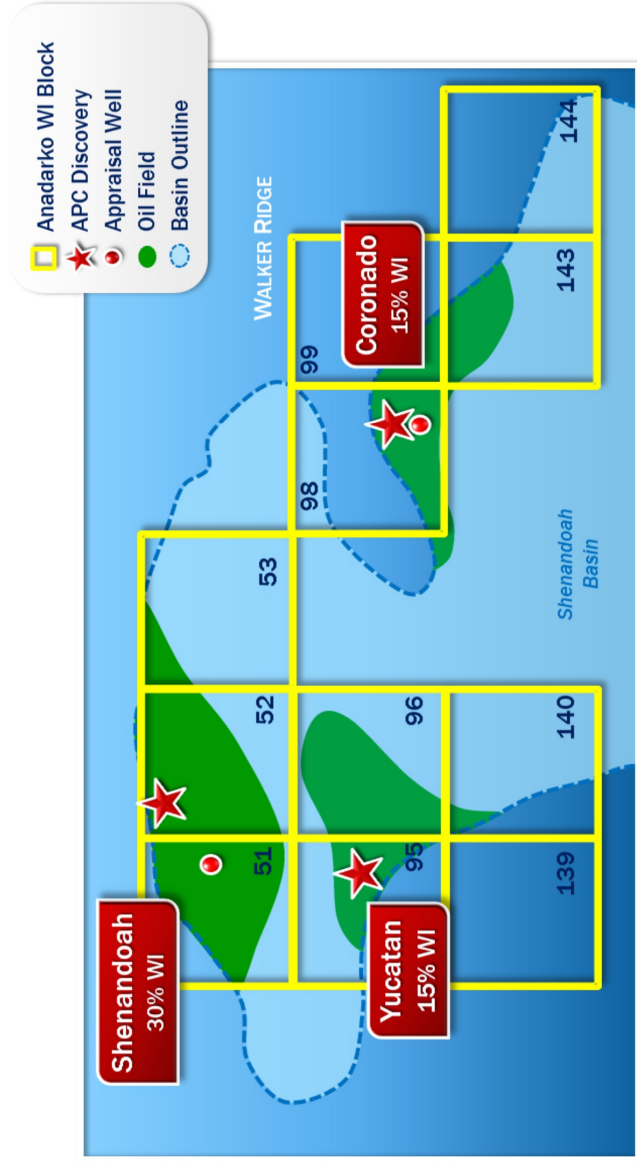 Anadarko WI Block
APC Discovery
Appraisal Well
Oil Field
Basin Outline
WALKER RIDGE
Shenandoah
30% WI
51
52
53
98
99
Coronado
15% WI
Yucatan
15% WI
95
96
139
140
143
144
Shenandoah
Basin